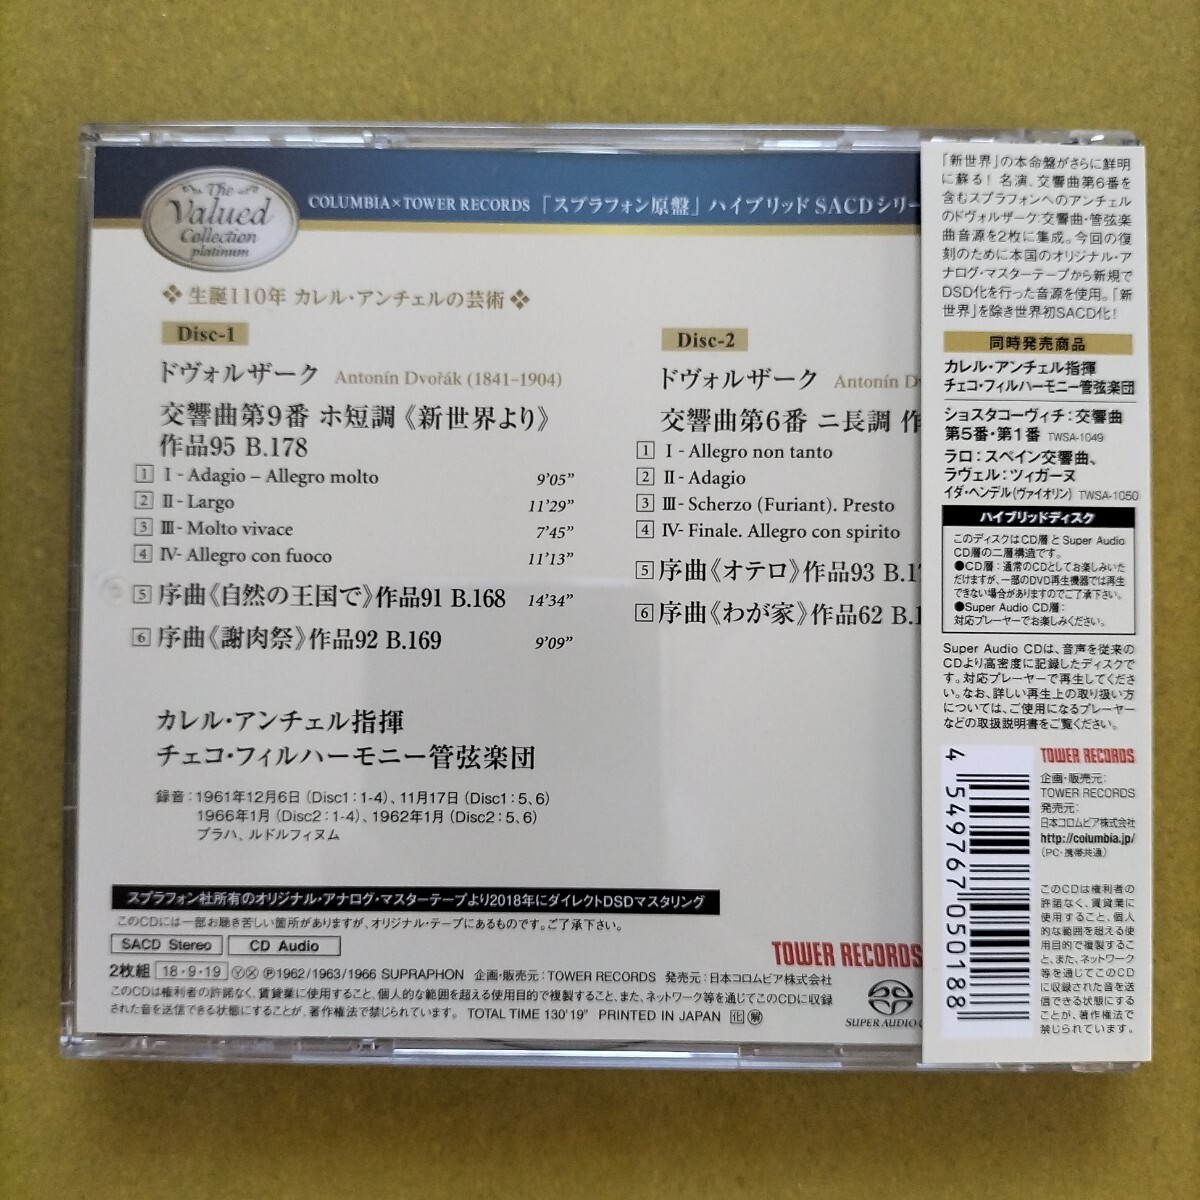 The
Valued
Collection
platinum
COLUMBIA×TOWER RECORDS 「スプラフォン原盤」ハイブリッド SACDシリー
❖ 生誕110年 カレル・アンチェルの芸術 ❖
Disc-1
ドヴォルザーク Antonín Dvořák (1841-1904)
交響曲第9番 ホ短調《新世界より》
作品95 B.178
1 I - Adagio – Allegro molto 9'05"
2 II - Largo 11'29"
3 III - Molto vivace 7'45"
4 IV- Allegro con fuoco 11'13"
5 序曲《自然の王国で》作品91 B.168 14'34"
6 序曲《謝肉祭》作品92 B.169 9'09"
Disc-2
ドヴォルザーク Antonín Dv
交響曲第6番 ニ長調 作
1 I - Allegro non tanto
2 II - Adagio
3 III - Scherzo (Furiant). Presto
4 IV- Finale. Allegro con spirito
5 序曲《オテロ》作品93 B.17
6 序曲《わが家》作品62 B.1
カレル・アンチェル指揮
チェコ・フィルハーモニー管弦楽団
録音：1961年12月6日（Disc1：1-4）、11月17日（Disc1：5、6）
1966年1月（Disc2：1-4）、1962年1月（Disc2：5、6）
プラハ、ルドルフィヌム
スプラフォン社所有のオリジナル・アナログ・マスターテープより2018年にダイレクトDSDマスタリング
このCDには一部お聴き苦しい箇所がありますが、オリジナル・テープにあるものです。ご了承下さい。
SACD Stereo CD Audio
TOWER RECORDS
2枚組 18・9・19 Ⓨ Ⓧ Ⓟ1962/1963/1966 SUPRAPHON 企画・販売元：TOWER RECORDS 発売元：日本コロムビア株式会社
このCDは権利者の許諾なく、賃貸業に使用すること、個人的な範囲を超える使用目的で複製すること、また、ネットワーク等を通じてこのCDに収録
された音を送信できる状態にすることが、著作権法で禁じられています。 TOTAL TIME 130'19" PRINTED IN JAPAN
SUPER AUDIO C
「新世界」の本命盤がさらに鮮明
に蘇る！名演、交響曲第6番を
含むスプラフォンへのアンチェル
のドヴォルザーク:交響曲・管弦楽
曲音源を2枚に集成。今回の復
刻のために本国のオリジナル・ア
ナログ・マスターテープから新規で
DSD化を行った音源を使用。「新
世界」を除き世界初SACD化！
同時発売商品
カレル・アンチェル指揮
チェコ・フィルハーモニー管弦楽団
ショスタコーヴィチ：交響曲
第5番・第1番 TWSA-1049
ラロ：スペイン交響曲、
ラヴェル：ツィガーヌ
イダ・ヘンデル(ヴァイオリン) TWSA-1050
ハイブリッドディスク
このディスクはCD層とSuper Audio
CD層の二層構造です。
●CD層：通常のCDとしてお楽しみいた
だけますが、一部のDVD再生機器では再生
できない場合がありますのでご了承下さい。
●Super Audio CD層：
対応プレーヤーでお楽しみください。
Super Audio CDは、音声を従来の
CDより高密度に記録したディスクで
す。対応プレーヤーで再生してくださ
い。なお、詳しい再生上の取り扱い方
については、ご使用になるプレーヤー
などの取扱説明書をご覧ください。
TOWER RECORDS
企画・販売元：
TOWER RECORDS
発売元：
日本コロムビア株式会社
http://columbia.jp/
(PC・携帯共通)
4 549767 050188
このCDは権利者の
許諾なく、賃貸業に
使用すること、個人
的な範囲を超える使
用目的で複製するこ
と、また、ネットワーク
等を通じてこのCD
に収録された音を送
信できる状態にする
ことが、著作権法で
禁じられています。